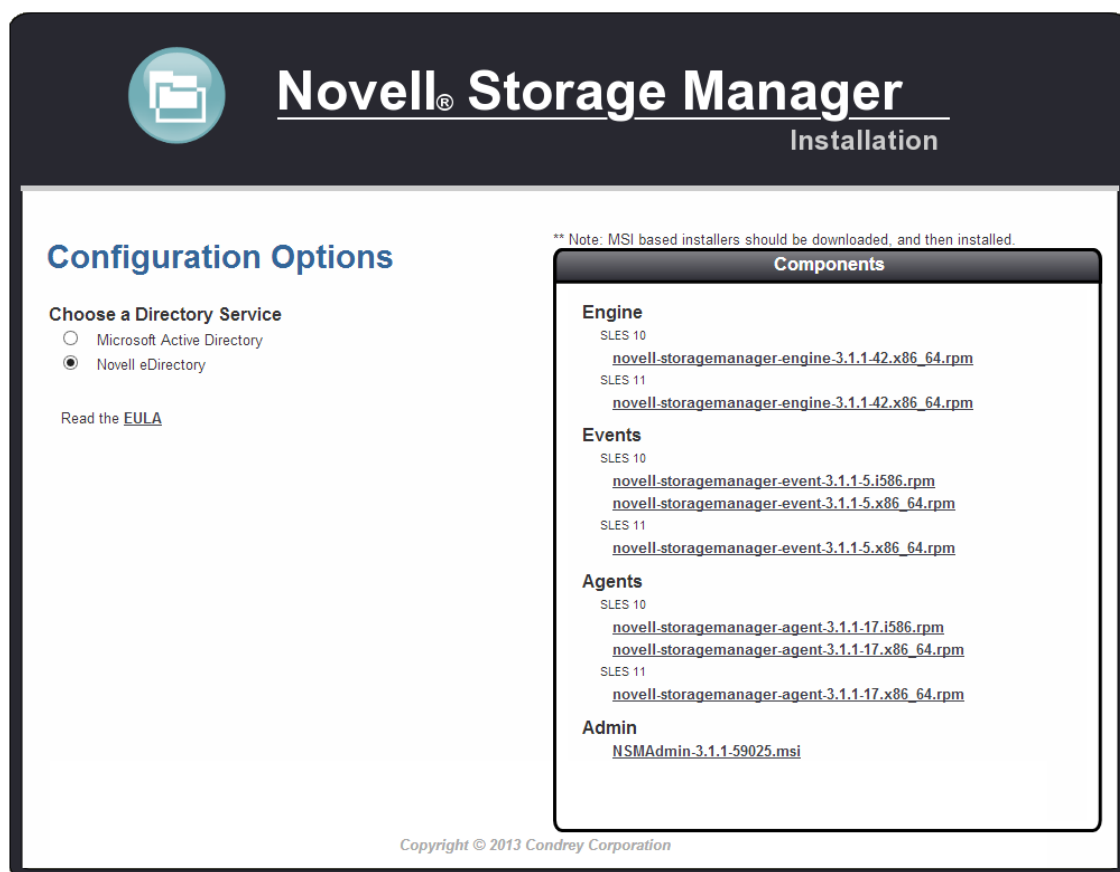 Novell® Storage Manager
Installation
Configuration Options
Choose a Directory Service
Microsoft Active Directory
Novell eDirectory
Read the EULA
** Note: MSI based installers should be downloaded, and then installed.
Components
Engine
SLES 10
novell-storagemanager-engine-3.1.1-42.x86_64.rpm
SLES 11
novell-storagemanager-engine-3.1.1-42.x86_64.rpm
Events
SLES 10
novell-storagemanager-event-3.1.1-5.i586.rpm
novell-storagemanager-event-3.1.1-5.x86_64.rpm
SLES 11
novell-storagemanager-event-3.1.1-5.x86_64.rpm
Agents
SLES 10
novell-storagemanager-agent-3.1.1-17.i586.rpm
novell-storagemanager-agent-3.1.1-17.x86_64.rpm
SLES 11
novell-storagemanager-agent-3.1.1-17.x86_64.rpm
Admin
NSMAdmin-3.1.1-59025.msi
Copyright © 2013 Condrey Corporation